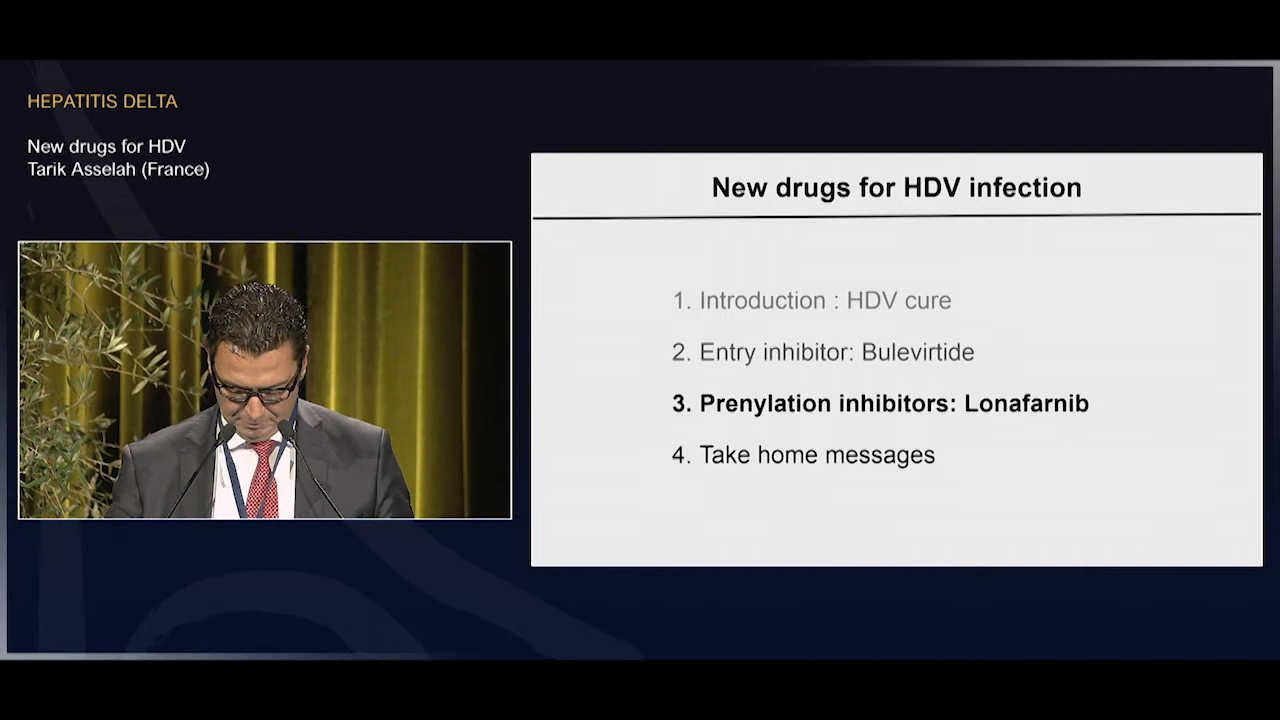 HEPATITIS DELTA
New drugs for HDV
Tarik Asselah (France)
New drugs for HDV infection
1. Introduction : HDV cure
2. Entry inhibitor: Bulevirtide
3. Prenylation inhibitors: Lonafarnib
4. Take home messages